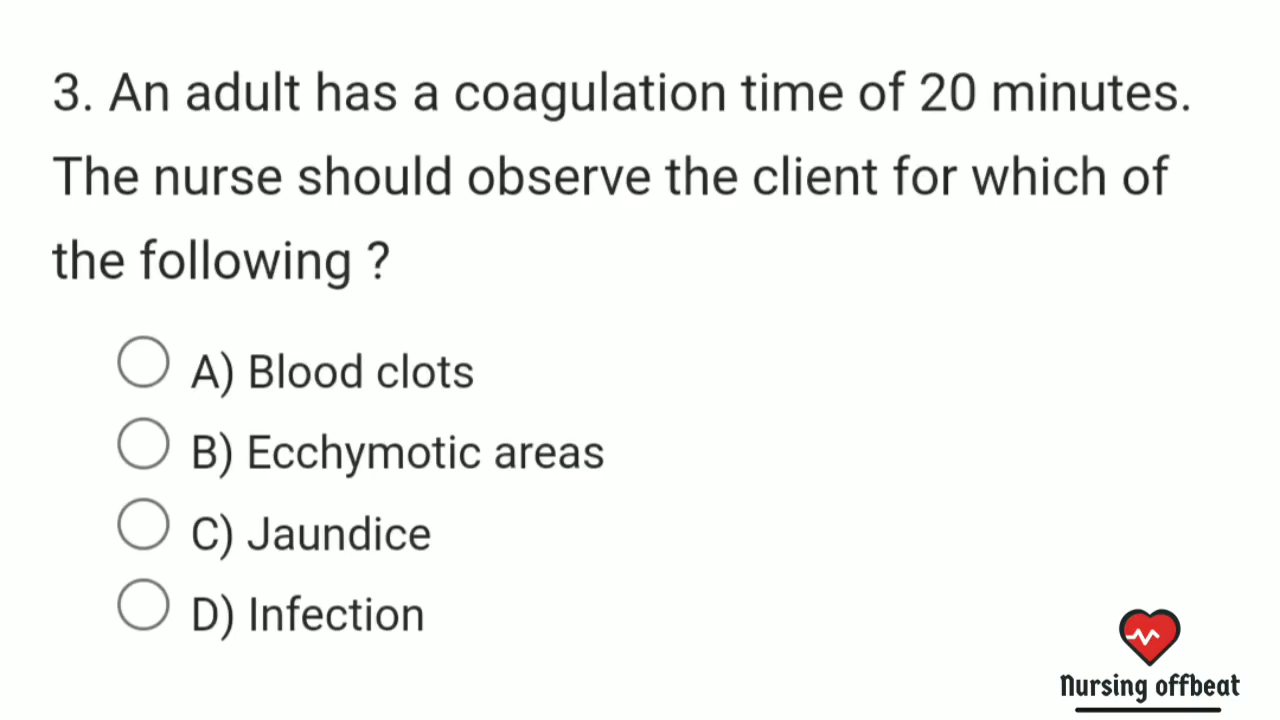 3. An adult has a coagulation time of 20 minutes.
The nurse should observe the client for which of
the following ?
A) Blood clots
B) Ecchymotic areas
C) Jaundice
D) Infection
Nursing offbeat